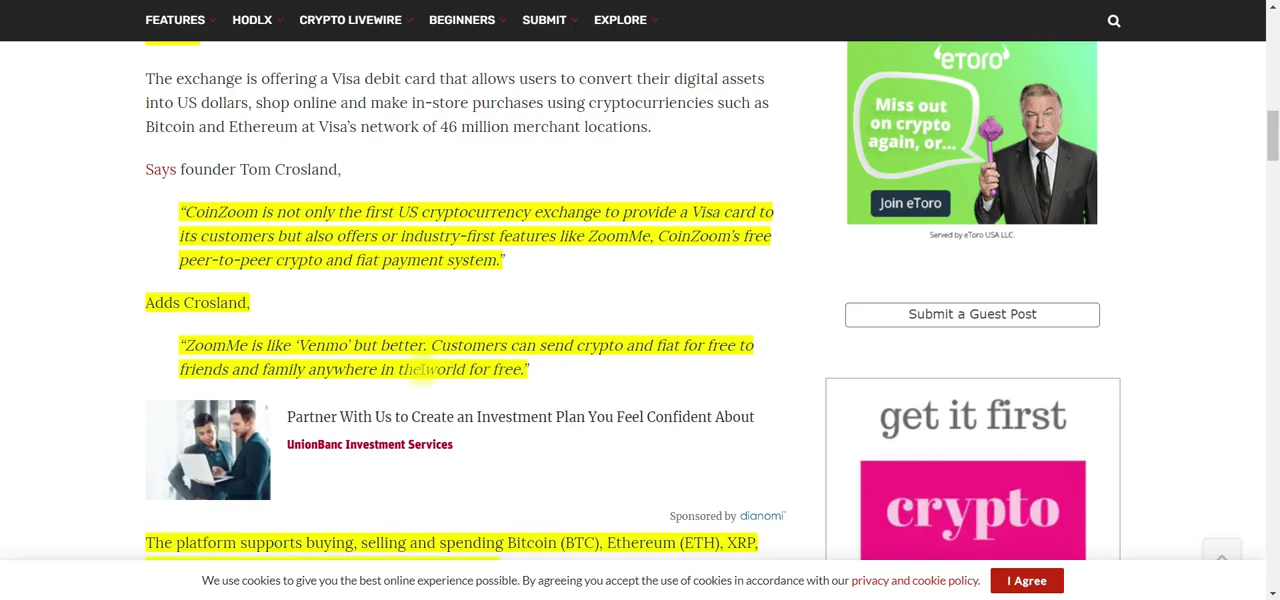 FEATURES HODLX CRYPTO LIVEWIRE BEGINNERS SUBMIT EXPLORE
The exchange is offering a Visa debit card that allows users to convert their digital assets
into US dollars, shop online and make in-store purchases using cryptocurriencies such as
Bitcoin and Ethereum at Visa’s network of 46 million merchant locations.
Says founder Tom Crosland,
“CoinZoom is not only the first US cryptocurrency exchange to provide a Visa card to
its customers but also offers or industry-first features like ZoomMe, CoinZoom’s free
peer-to-peer crypto and fiat payment system.”
Adds Crosland,
“ZoomMe is like ‘Venmo’ but better. Customers can send crypto and fiat for free to
friends and family anywhere in the world for free.”
Partner With Us to Create an Investment Plan You Feel Confident About
UnionBanc Investment Services
Sponsored by dianomi
The platform supports buying, selling and spending Bitcoin (BTC), Ethereum (ETH), XRP,
eToro
Miss out
on crypto
again, or...
Join eToro
Served by eToro USA LLC.
Submit a Guest Post
get it first
crypto
We use cookies to give you the best online experience possible. By agreeing you accept the use of cookies in accordance with our privacy and cookie policy. I Agree